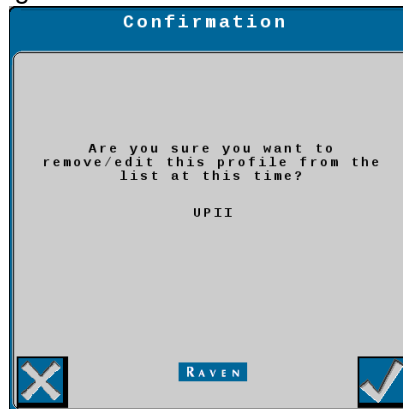 Confirmation
Are you sure you want to
remove/edit this profile from the
list at this time?
UPII
RAVEN